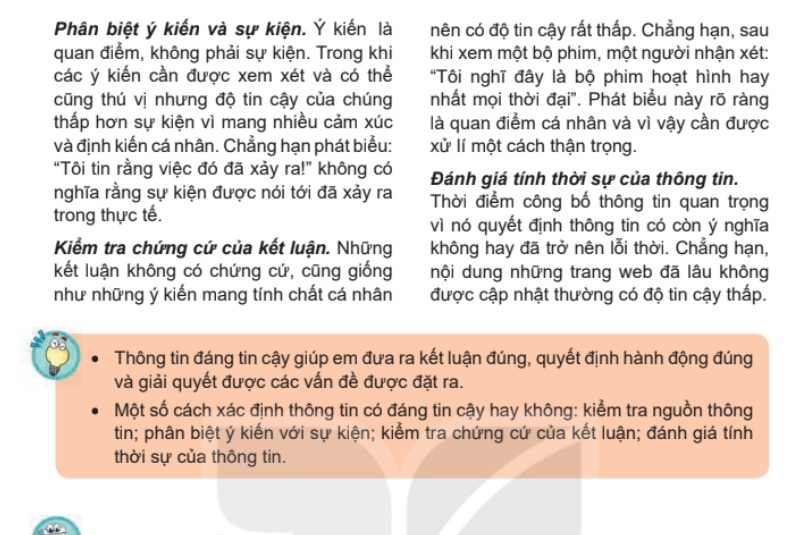 Phân biệt ý kiến và sự kiện. Ý kiến là
quan điểm, không phải sự kiện. Trong khi
các ý kiến cần được xem xét và có thể
cũng thú vị nhưng độ tin cậy của chúng
thấp hơn sự kiện vì mang nhiều cảm xúc
và định kiến cá nhân. Chẳng hạn phát biểu:
“Tôi tin rằng việc đó đã xảy ra!” không có
nghĩa rằng sự kiện được nói tới đã xảy ra
trong thực tế.
Kiểm tra chứng cứ của kết luận. Những
kết luận không có chứng cứ, cũng giống
như những ý kiến mang tính chất cá nhân
nên có độ tin cậy rất thấp. Chẳng hạn, sau
khi xem một bộ phim, một người nhận xét:
“Tôi nghĩ đây là bộ phim hoạt hình hay
nhất mọi thời đại”. Phát biểu này rõ ràng
là quan điểm cá nhân và vì vậy cần được
xử lí một cách thận trọng.
Đánh giá tính thời sự của thông tin.
Thời điểm công bố thông tin quan trọng
vì nó quyết định thông tin có còn ý nghĩa
không hay đã trở nên lỗi thời. Chẳng hạn,
nội dung những trang web đã lâu không
được cập nhật thường có độ tin cậy thấp.
• Thông tin đáng tin cậy giúp em đưa ra kết luận đúng, quyết định hành động đúng
và giải quyết được các vấn đề được đặt ra.
• Một số cách xác định thông tin có đáng tin cậy hay không: kiểm tra nguồn thông
tin; phân biệt ý kiến với sự kiện; kiểm tra chứng cứ của kết luận; đánh giá tính
thời sự của thông tin.